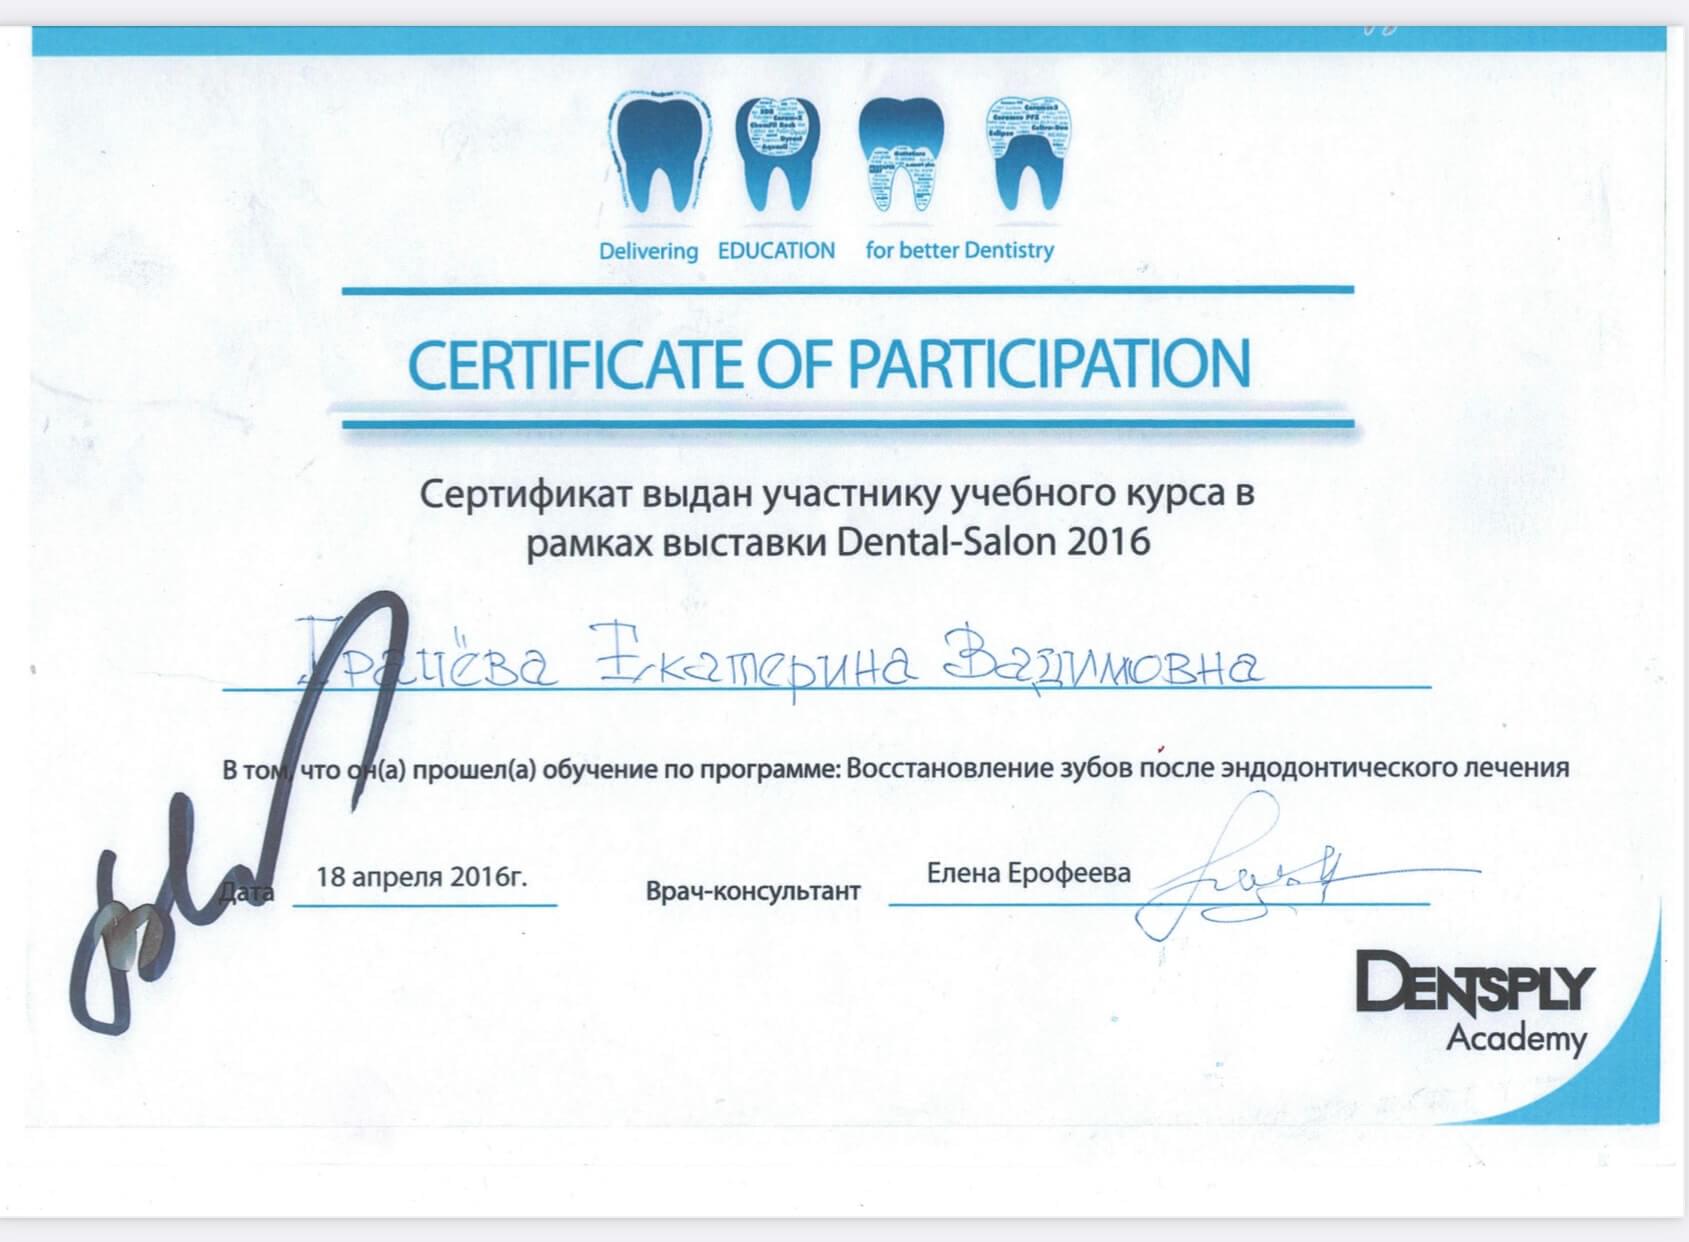 Delivering EDUCATION for better Dentistry
CERTIFICATE OF PARTICIPATION
Сертификат выдан участнику учебного курса в
рамках выставки Dental-Salon 2016
Грачёва Екатерина Вадимовна
В том, что он(а) прошел(а) обучение по программе: Восстановление зубов после эндодонтического лечения
Дата 18 апреля 2016г. Врач-консультант Елена Ерофеева
DENTSPLY
Academy